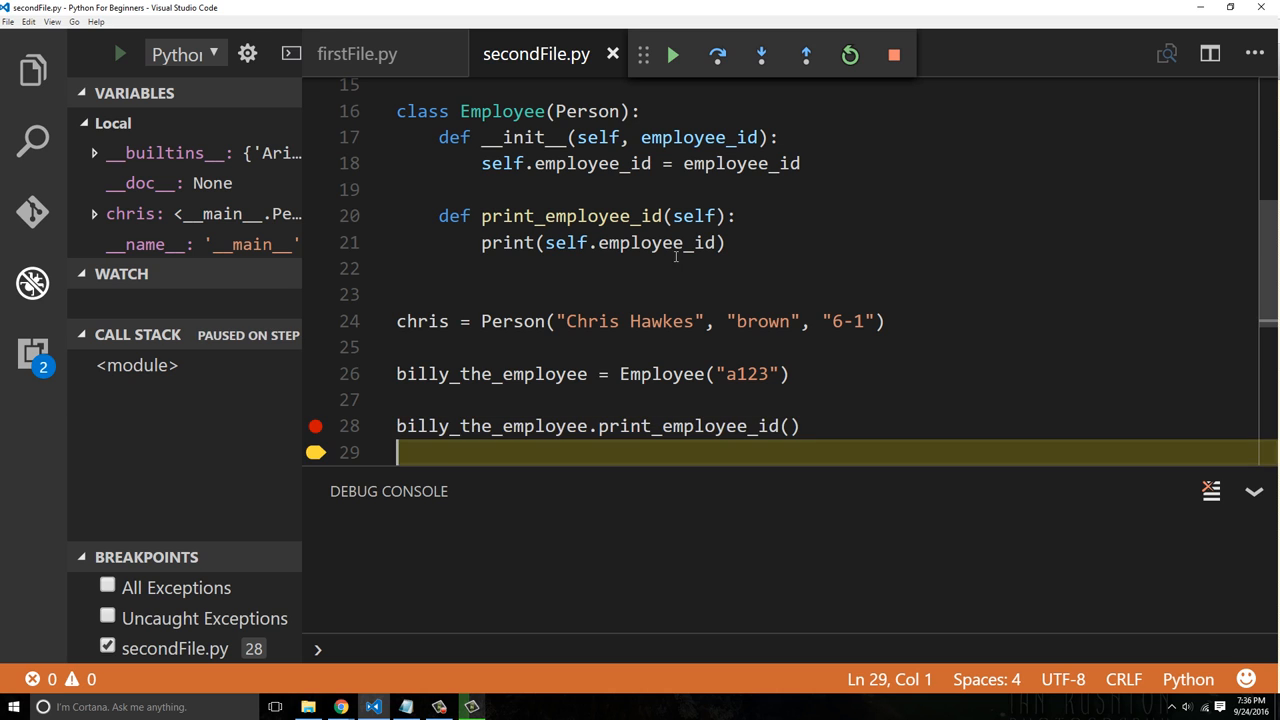 secondFile.py - Python For Beginners - Visual Studio Code
File Edit View Go Help
Python
firstFile.py
secondFile.py
VARIABLES
Local
__builtins__: {'Ari...
__doc__: None
chris: <__main__.Pe...
__name__: '__main__'
WATCH
CALL STACK PAUSED ON STEP
<module>
BREAKPOINTS
All Exceptions
Uncaught Exceptions
secondFile.py 28
2
15
16 class Employee(Person):
17 def __init__(self, employee_id):
18 self.employee_id = employee_id
19
20 def print_employee_id(self):
21 print(self.employee_id)
22
23
24 chris = Person("Chris Hawkes", "brown", "6-1")
25
26 billy_the_employee = Employee("a123")
27
28 billy_the_employee.print_employee_id()
29
DEBUG CONSOLE
0 0
Ln 29, Col 1 Spaces: 4 UTF-8 CRLF Python
I'm Cortana. Ask me anything.
7:36 PM
9/24/2016